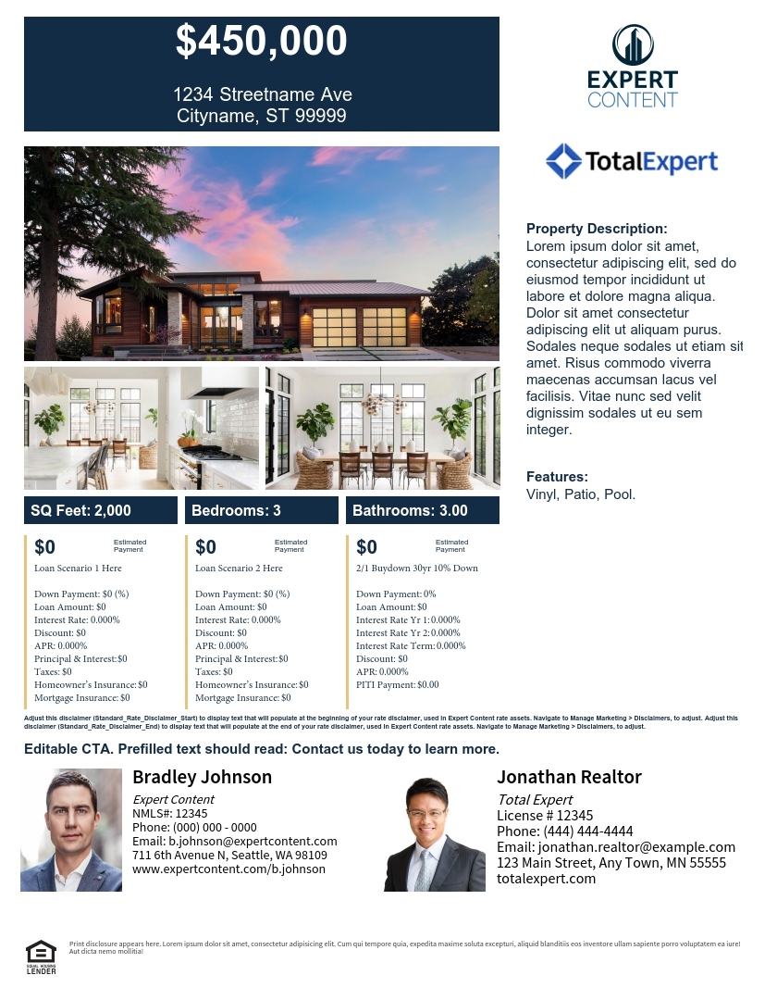 $450,000
1234 Streetname Ave
Cityname, ST 99999
EXPERT
CONTENT
TotalExpert
Property Description:
Lorem ipsum dolor sit amet,
consectetur adipiscing elit, sed do
eiusmod tempor incididunt ut
labore et dolore magna aliqua.
Dolor sit amet consectetur
adipiscing elit ut aliquam purus.
Sodales neque sodales ut etiam sit
amet. Risus commodo viverra
maecenas accumsan lacus vel
facilisis. Vitae nunc sed velit
dignissim sodales ut eu sem
integer.
Features:
Vinyl, Patio, Pool.
SQ Feet: 2,000
Bedrooms: 3
Bathrooms: 3.00
$0
Estimated
Payment
Loan Scenario 1 Here
Down Payment: $0 (%)
Loan Amount: $0
Interest Rate: 0.000%
Discount: $0
APR: 0.000%
Principal & Interest:$0
Taxes: $0
Homeowner's Insurance:$0
Mortgage Insurance: $0
$0
Estimated
Payment
Loan Scenario 2 Here
Down Payment: $0 (%)
Loan Amount: $0
Interest Rate: 0.000%
Discount: $0
APR: 0.000%
Principal & Interest:$0
Taxes: $0
Homeowner's Insurance:$0
Mortgage Insurance: $0
$0
Estimated
Payment
2/1 Buydown 30yr 10% Down
Down Payment: 0%
Loan Amount: $0
Interest Rate Yr 1: 0.000%
Interest Rate Yr 2: 0.000%
Interest Rate Term: 0.000%
Discount: $0
APR: 0.000%
PITI Payment: $0.00
Adjust this disclaimer (Standard_Rate_Disclaimer_Start) to display text that will populate at the beginning of your rate disclaimer, used in Expert Content rate assets. Navigate to Manage Marketing > Disclaimers, to adjust. Adjust this
disclaimer (Standard_Rate_Disclaimer_End) to display text that will populate at the end of your rate disclaimer, used in Expert Content rate assets. Navigate to Manage Marketing > Disclaimers, to adjust.
Editable CTA. Prefilled text should read: Contact us today to learn more.
Bradley Johnson
Expert Content
NMLS#: 12345
Phone: (000) 000 - 0000
Email: b.johnson@expertcontent.com
711 6th Avenue N, Seattle, WA 98109
www.expertcontent.com/b.johnson
Jonathan Realtor
Total Expert
License # 12345
Phone: (444) 444-4444
Email: jonathan.realtor@example.com
123 Main Street, Any Town, MN 55555
totalexpert.com
EQUAL HOUSING
LENDER
Print disclosure appears here. Lorem ipsum dolor sit amet, consectetur adipisicing elit. Cum qui tempore quia, expedita maxime soluta excepturi, aliquid blanditiis eos inventore ullam sapiente porro voluptatem ea iure!
Aut dicta nemo mollitia!